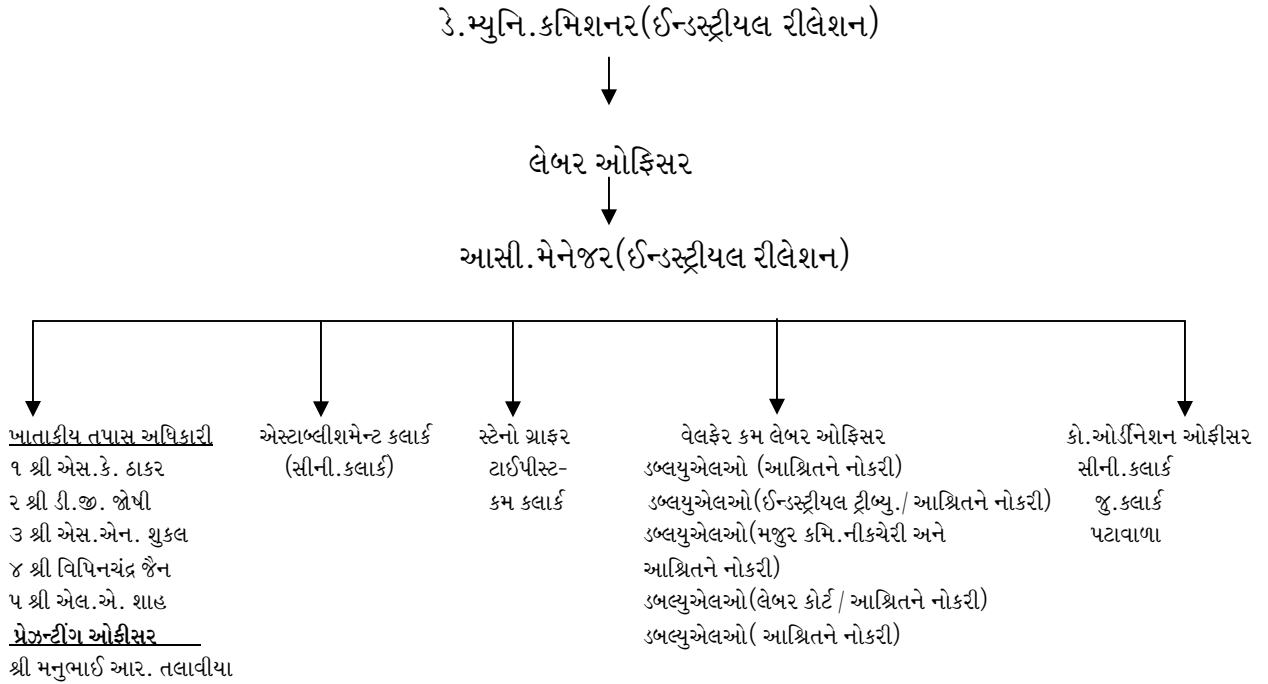 ડે.મ્યુનિ.કમિશનર(ઈન્ડસ્ટ્રીયલ રીલેશન)
લેબર ઓફિસર
આસી.મેનેજર(ઈન્ડસ્ટ્રીયલ રીલેશન)
ખાતાકીય તપાસ અધિકારી
૧ શ્રી એસ.કે. ઠાકર
૨ શ્રી ડી.જી. જોષી
૩ શ્રી એસ.એન. શુકલ
૪ શ્રી વિપિનચંદ્ર જૈન
૫ શ્રી એલ.એ. શાહ
પ્રેઝન્ટીંગ ઓફીસર
શ્રી મનુભાઈ આર. તલાવીયા
એસ્ટાબ્લીશમેન્ટ કલાર્ક
(સીની.કલાર્ક)
સ્ટેનો ગ્રાફર
ટાઈપીસ્ટ-
કમ કલાર્ક
વેલફેર કમ લેબર ઓફિસર
ડબ્લયુએલઓ (આશ્રિતને નોકરી)
ડબ્લયુએલઓ(ઈન્ડસ્ટ્રીયલ ટ્રીબ્યુ./ આશ્રિતને નોકરી)
ડબ્લયુએલઓ(મજુર કમિ.નીકચેરી અને
આશ્રિતને નોકરી)
ડબલ્યુએલઓ(લેબર કોર્ટ / આશ્રિતને નોકરી)
ડબલ્યુએલઓ( આશ્રિતને નોકરી)
કો.ઓર્ડીનેશન ઓફીસર
સીની.કલાર્ક
જુ.કલાર્ક
પટાવાળા